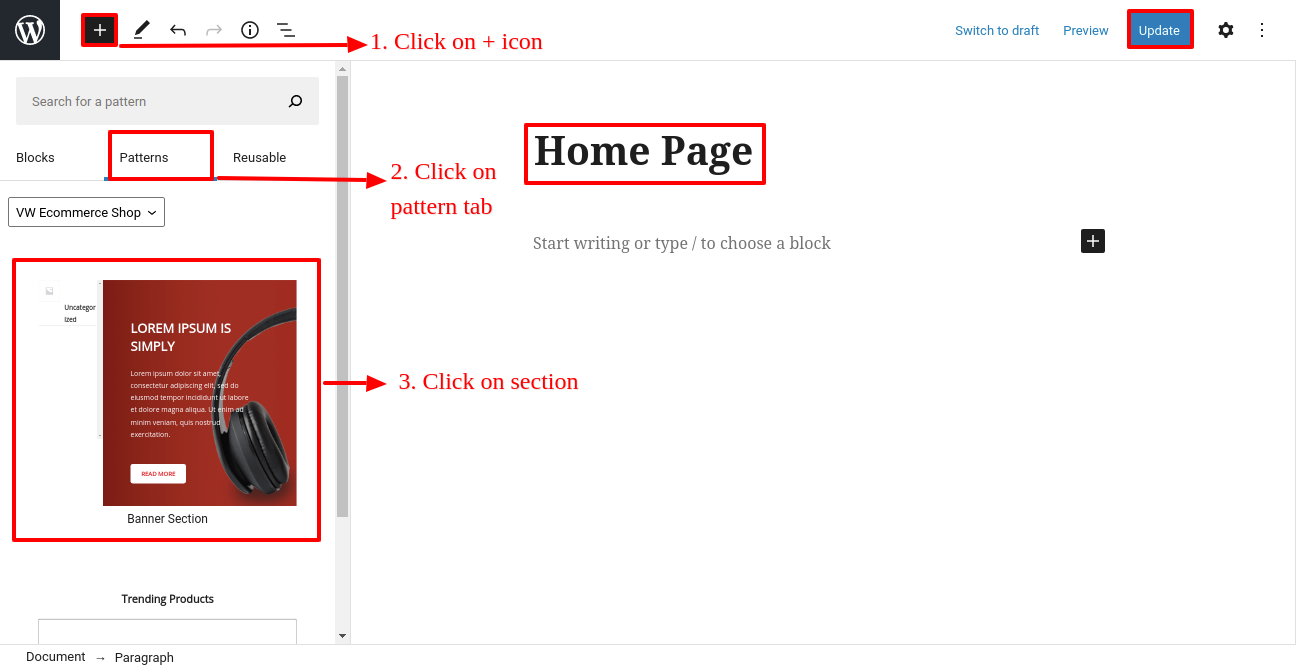 1. Click on + icon
Switch to draft
Preview
Update
Search for a pattern
Blocks
Patterns
Reusable
2. Click on
pattern tab
VW Ecommerce Shop
Home Page
Start writing or type / to choose a block
Uncategor
ized
LOREM IPSUM IS
SIMPLY
Lorem ipsum dolor sit amet,
consectetur adipiscing elit, sed do
eiusmod tempor incididunt ut labore
et dolore magna aliqua. Ut enim ad
minim veniam, quis nostrud
exercitation.
READ MORE
Banner Section
3. Click on section
Trending Products
Document → Paragraph